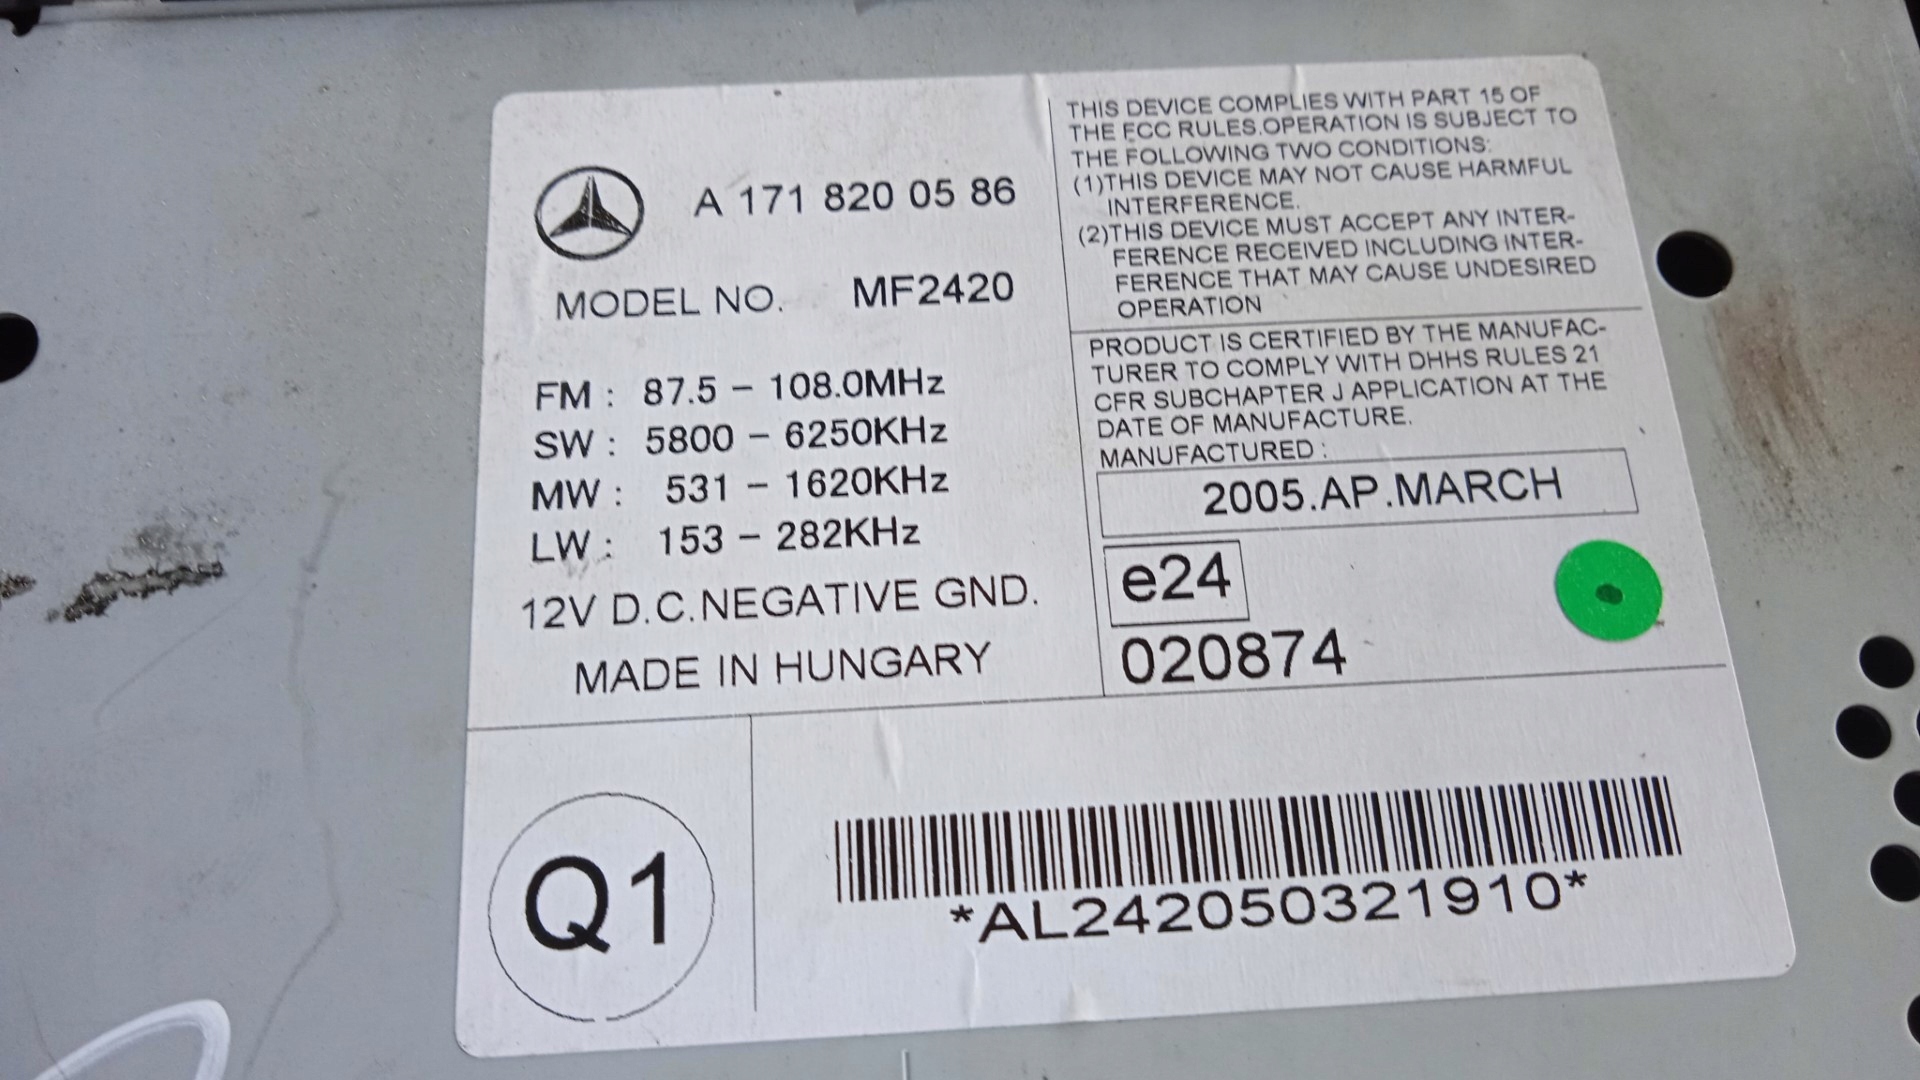 A 171 820 05 86
MODEL NO. MF2420
FM : 87.5 – 108.0MHz
SW : 5800 – 6250KHz
MW : 531 – 1620KHz
LW : 153 – 282KHz
12V D.C.NEGATIVE GND.
MADE IN HUNGARY
THIS DEVICE COMPLIES WITH PART 15 OF
THE FCC RULES.OPERATION IS SUBJECT TO
THE FOLLOWING TWO CONDITIONS:
(1)THIS DEVICE MAY NOT CAUSE HARMFUL
INTERFERENCE.
(2)THIS DEVICE MUST ACCEPT ANY INTER-
FERENCE RECEIVED INCLUDING INTER-
FERENCE THAT MAY CAUSE UNDESIRED
OPERATION
PRODUCT IS CERTIFIED BY THE MANUFAC-
TURER TO COMPLY WITH DHHS RULES 21
CFR SUBCHAPTER J APPLICATION AT THE
DATE OF MANUFACTURE.
MANUFACTURED :
2005.AP.MARCH
e24
020874
Q1
*AL242050321910*